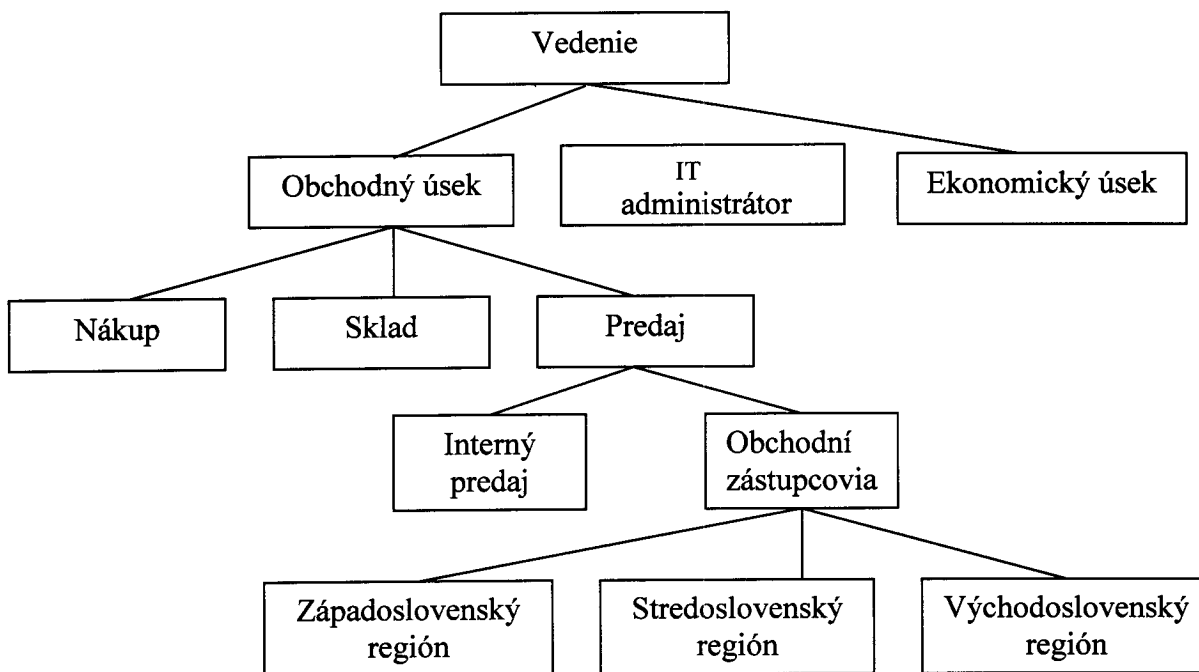 Vedenie
Obchodný úsek
IT
administrátor
Ekonomický úsek
Nákup
Sklad
Predaj
Interný
predaj
Obchodní
zástupcovia
Západoslovenský
región
Stredoslovenský
región
Východoslovenský
región